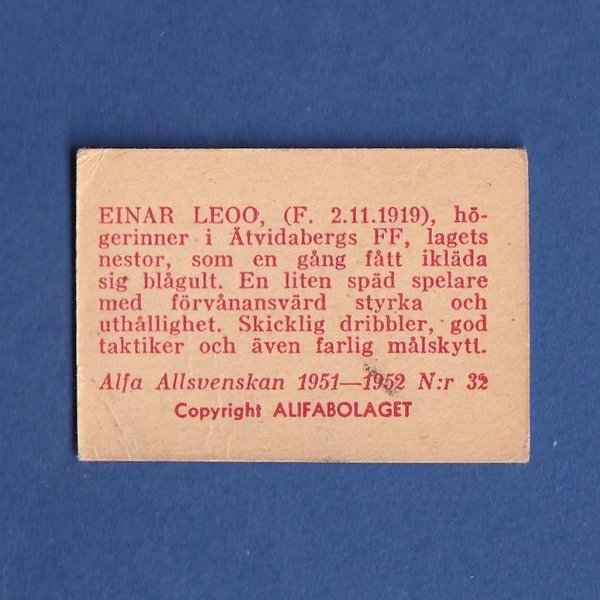 EINAR LEOO, (F. 2.11.1919), hö-
gerinner i Åtvidabergs FF, lagets
nestor, som en gång fått ikläda
sig blågult. En liten späd spelare
med förvånansvärd styrka och
uthållighet. Skicklig dribbler, god
taktiker och även farlig målskytt.
Alfa Allsvenskan 1951—1952 N:r 32
Copyright ALIFABOLAGET